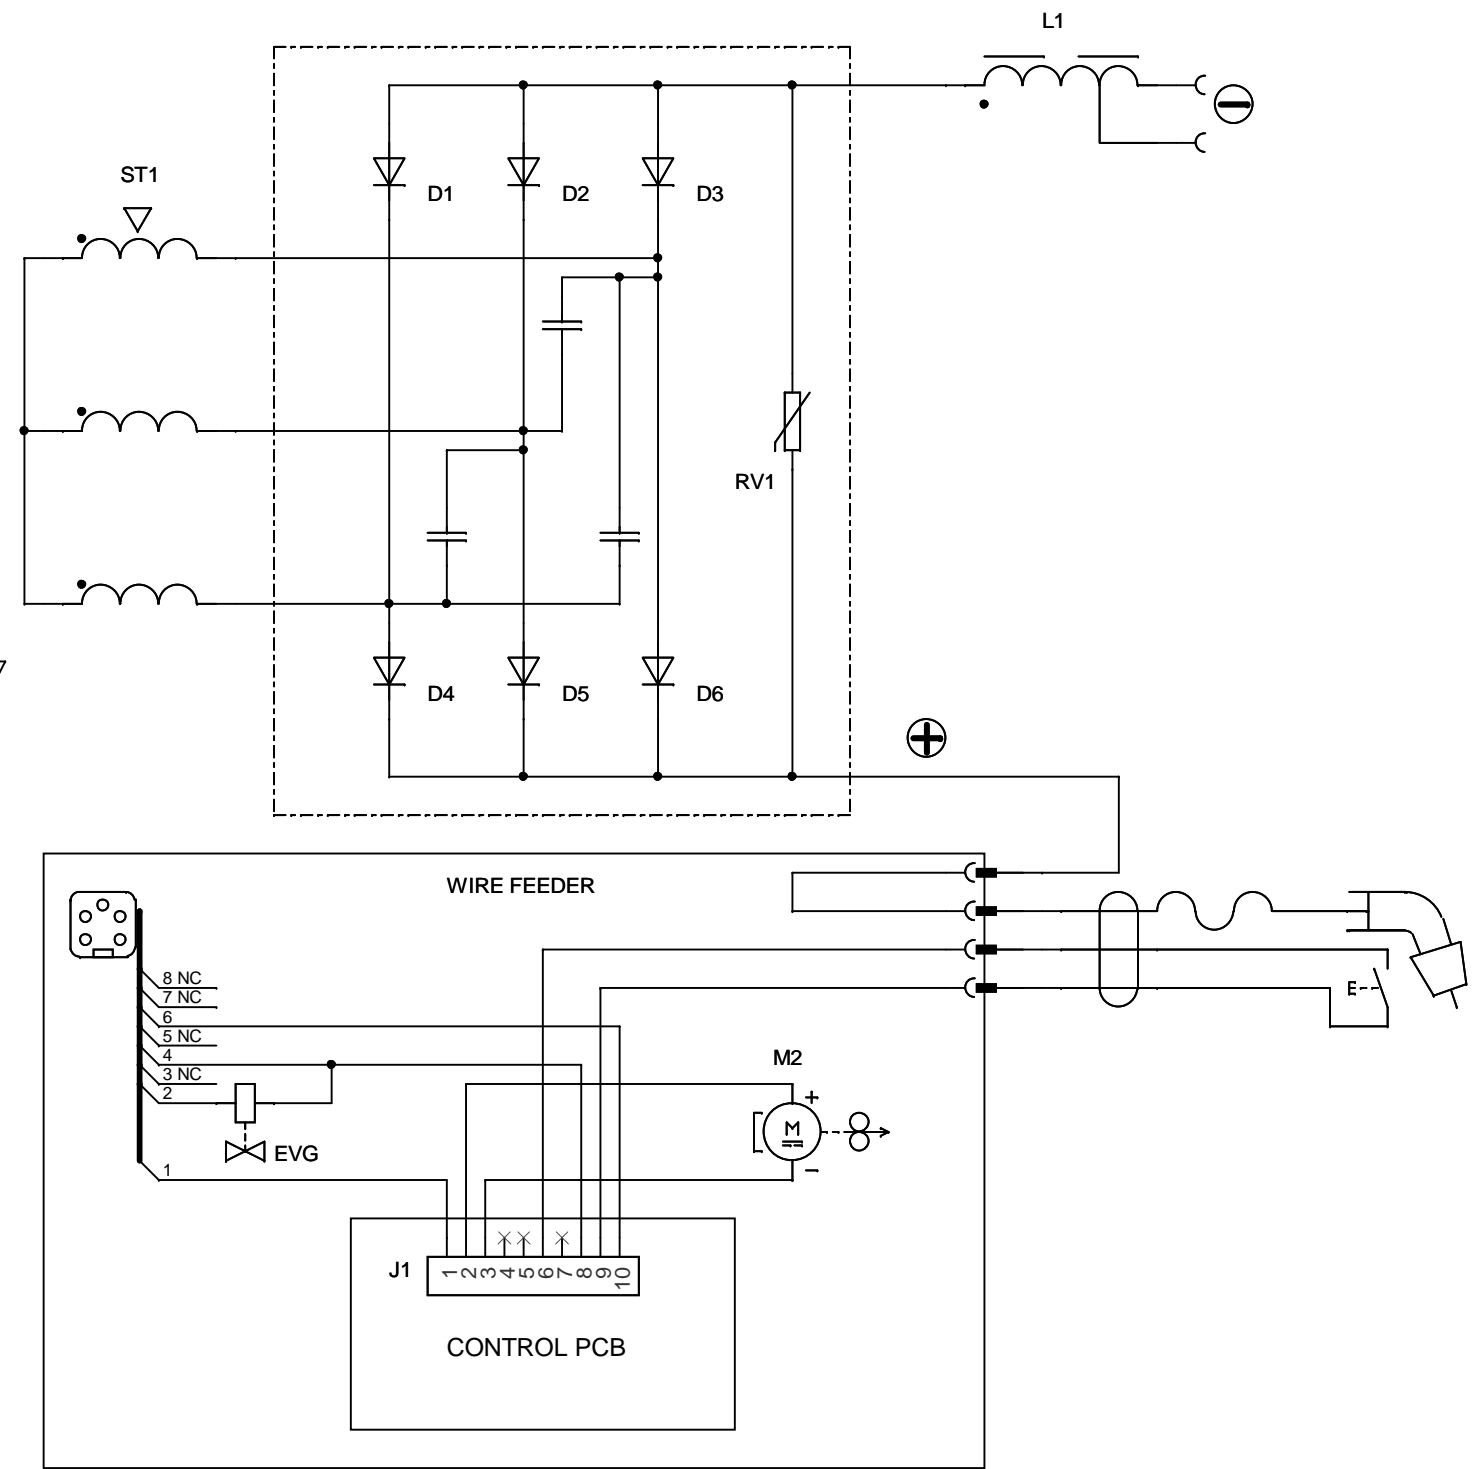 L1
ST1
D1
D2
D3
RV1
D4
D5
D6
WIRE FEEDER
8 NC
7 NC
6
5 NC
4
3 NC
2
M2
+
M
EVG
−
1
J1
1 2 3 4 5 6 7 8 9 10
CONTROL PCB